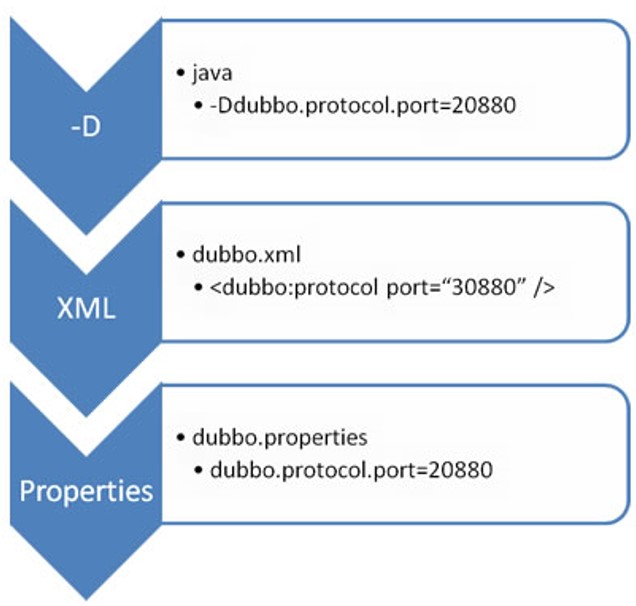 -D
• java
• -Ddubbo.protocol.port=20880
XML
• dubbo.xml
• <dubbo:protocol port=“30880” />
Properties
• dubbo.properties
• dubbo.protocol.port=20880